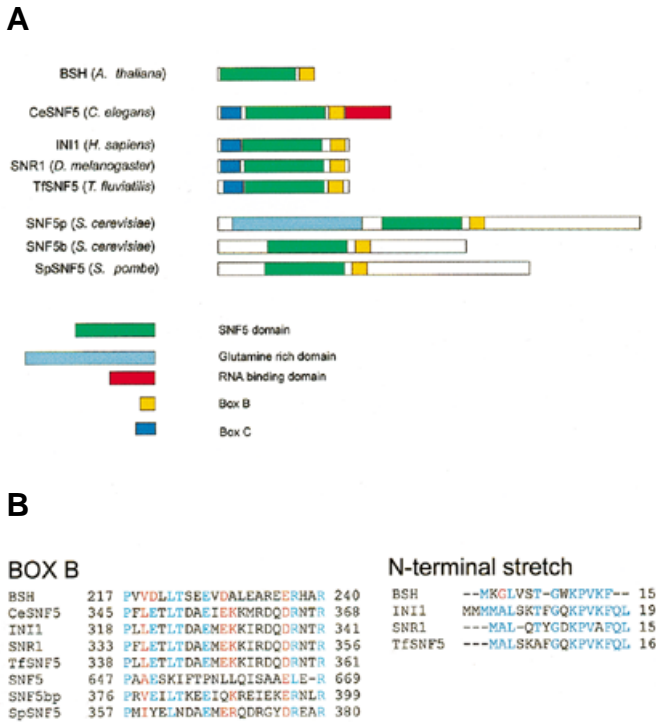 A
BSH (A. thaliana)
CeSNF5 (C. elegans)
INI1 (H. sapiens)
SNR1 (D. melanogaster)
TfSNF5 (T. fluviatilis)
SNF5p (S. cerevisiae)
SNF5b (S. cerevisiae)
SpSNF5 (S. pombe)
SNF5 domain
Glutamine rich domain
RNA binding domain
Box B
Box C
B
BOX B
BSH 217 PVVDLLTSEEVDALEAREERHAR 240
CeSNF5 345 PFLETLTDAEIEKKMRDQDRNTR 368
INI1 318 PLLETLTDAEMEKKIRDQDRNTR 341
SNR1 333 PFLETLTDAEMEKKIRDQDRNTR 356
TfSNF5 338 PLLETLTDAEMEKKIRDQDRNTR 361
SNF5 647 PAAESKIFTPNLLQISAAELE-R 669
SNF5bp 376 PRVEILTKEEIQKREIEKERNLR 399
SpSNF5 357 PMIYELNDAEMERQDRGYDREAR 380
N-terminal stretch
BSH --MKGLVST-GWKPVKF-- 15
INI1 MMMMALSKTFGQKPVKFQL 19
SNR1 ---MAL-QTYGDKPVAFQL 15
TfSNF5 ---MALSKAFGQKPVKFQL 16